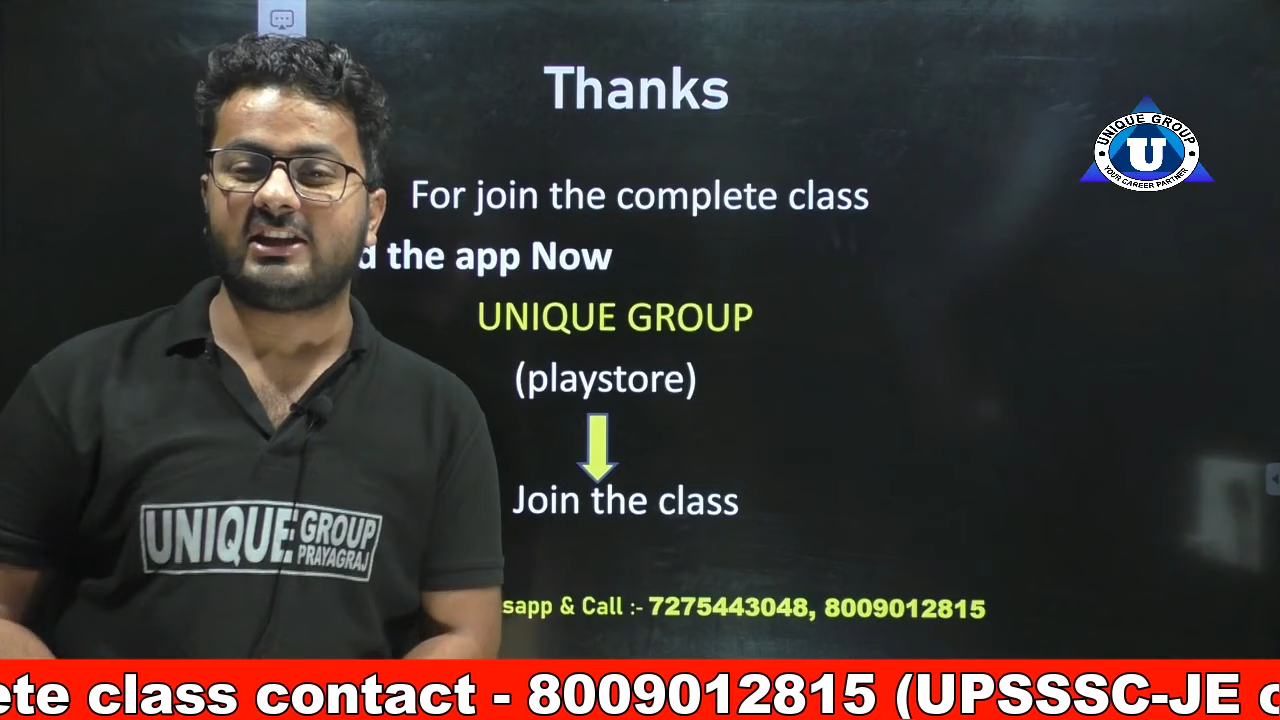 Thanks
UNIQUE GROUP
U
YOUR CAREER PARTNER
For join the complete class
d the app Now
UNIQUE GROUP
(playstore)
Join the class
UNIQUE GROUP
PRAYAGRAJ
sapp & Call :- 7275443048, 8009012815
ete class contact - 8009012815 (UPSSSC-JE c